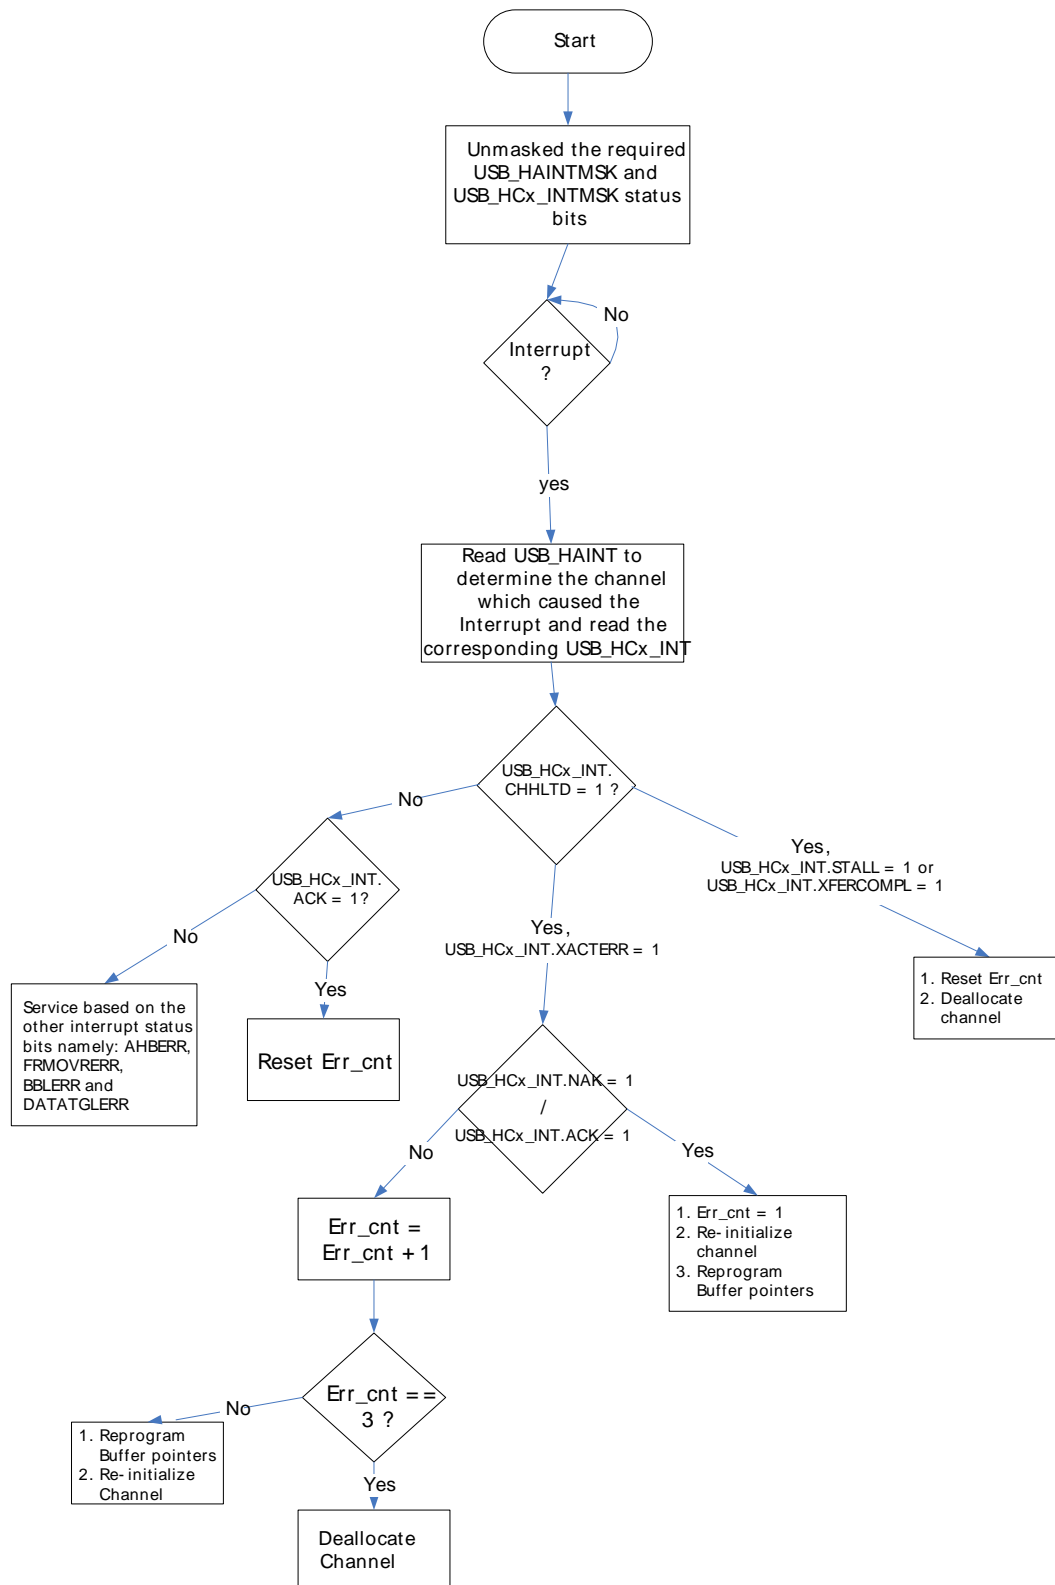 Start
Unmasked the required
USB_HAINTMSK and
USB_HCx_INTMSK status
bits
No
Interrupt
?
yes
Read USB_HAINT to
determine the channel
which caused the
Interrupt and read the
corresponding USB_HCx_INT
USB_HCx_INT.
CHHLTD = 1 ?
No
Yes,
USB_HCx_INT.STALL = 1 or
USB_HCx_INT.XFERCOMPL = 1
USB_HCx_INT.
ACK = 1?
Yes,
USB_HCx_INT.XACTERR = 1
No
Yes
1. Reset Err_cnt
2. Deallocate
channel
Service based on the
other interrupt status
bits namely: AHBERR,
FRMOVRERR,
BBLERR and
DATATGLERR
Reset Err_cnt
USB_HCx_INT.NAK = 1
/
USB_HCx_INT.ACK = 1
No
Yes
Err_cnt =
Err_cnt + 1
1. Err_cnt = 1
2. Re-initialize
channel
3. Reprogram
Buffer pointers
Err_cnt ==
3 ?
No
1. Reprogram
Buffer pointers
2. Re-initialize
Channel
Yes
Deallocate
Channel